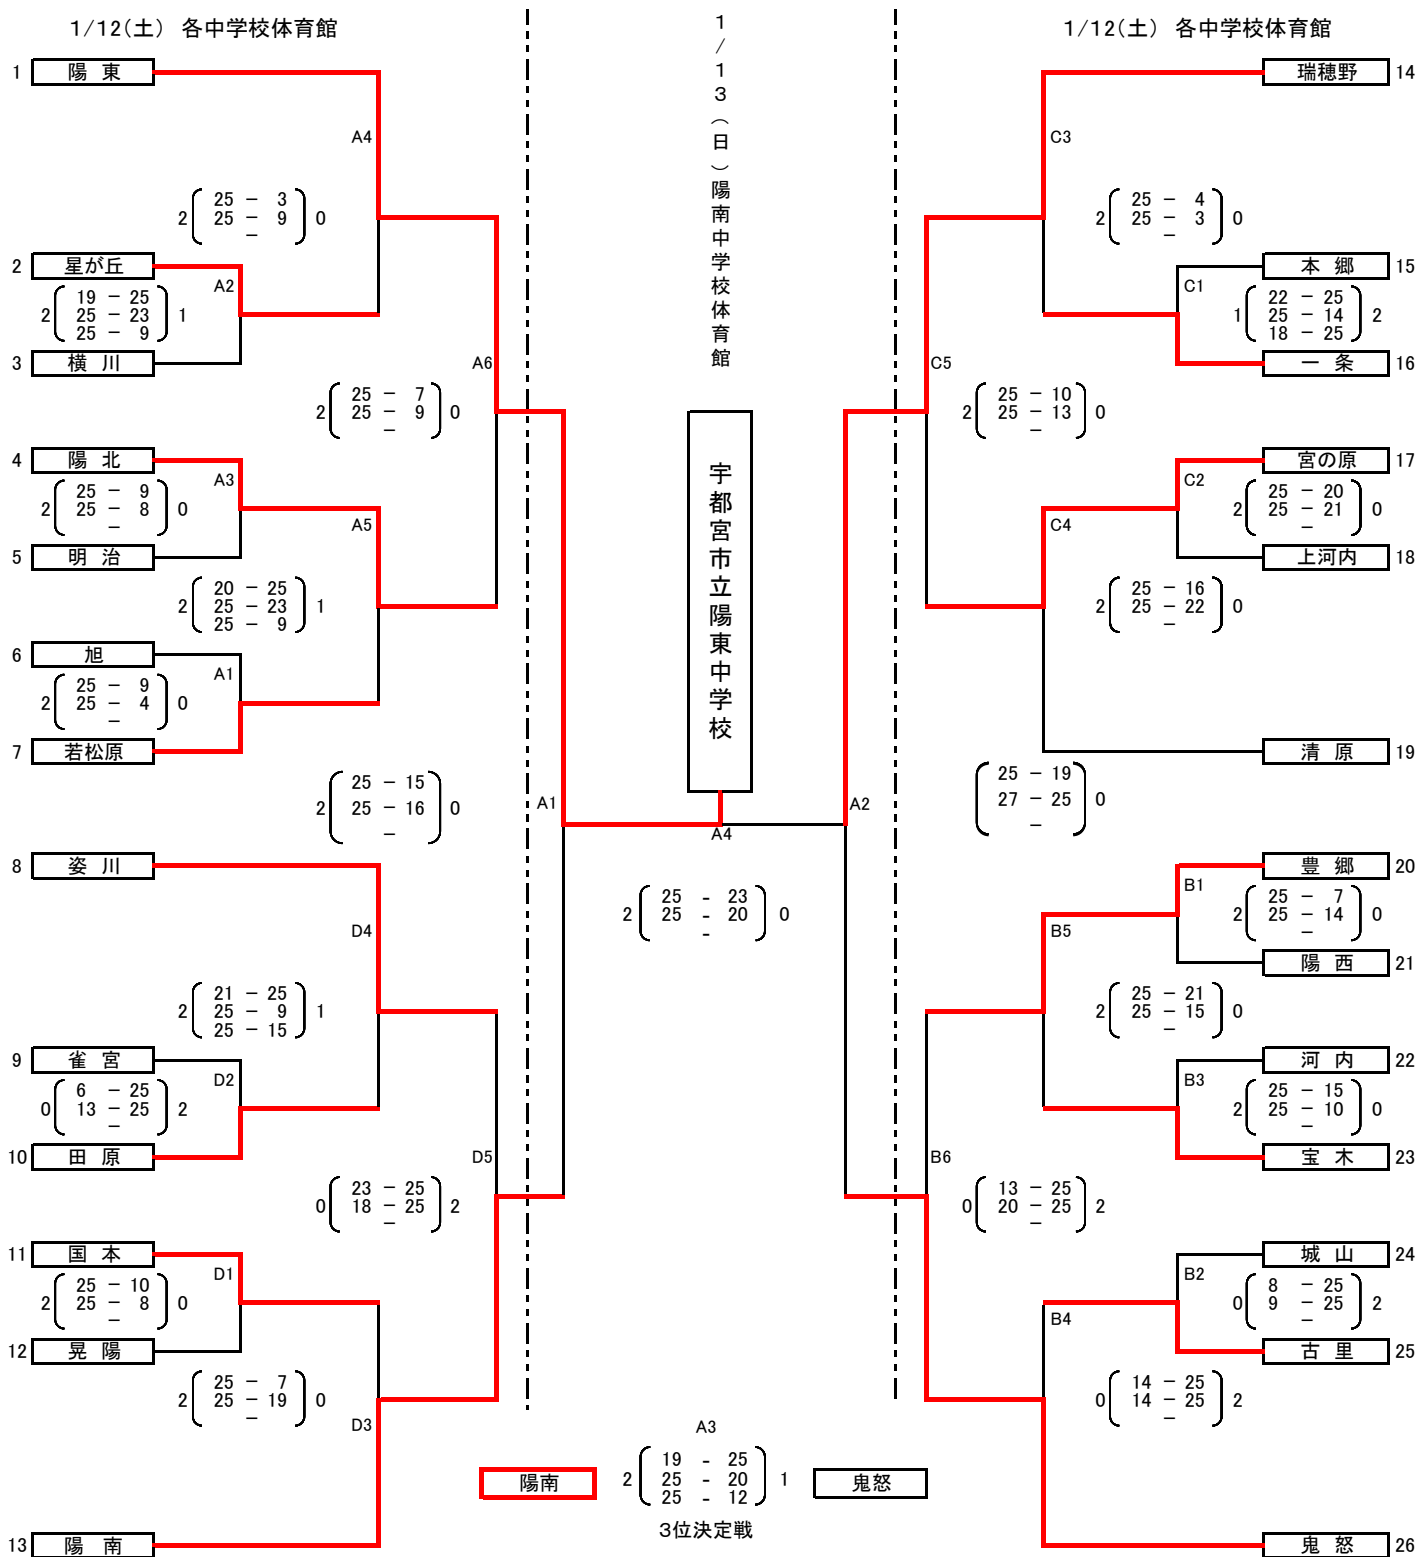 1/12(土) 各中学校体育館
1 陽 東
A4
2 ( 25 － 3 ) 0
25 － 9
－
2 星が丘
A2
2 ( 19 － 25 ) 1
25 － 23
25 － 9
3 横 川
A6
2 ( 25 － 7 ) 0
25 － 9
－
4 陽 北
A3
2 ( 25 － 9 ) 0
25 － 8
－
A5
5 明 治
2 ( 20 － 25 ) 1
25 － 23
25 － 9
6 旭
A1
2 ( 25 － 9 ) 0
25 － 4
－
7 若松原
2 ( 25 － 15 ) 0
25 － 16
－
A1
8 姿 川
D4
2 ( 21 － 25 ) 1
25 － 9
25 － 15
9 雀 宮
D2
0 ( 6 － 25 ) 2
13 － 25
－
10 田 原
D5
0 ( 23 － 25 ) 2
18 － 25
－
11 国 本
D1
2 ( 25 － 10 ) 0
25 － 8
－
12 晃 陽
2 ( 25 － 7 ) 0
25 － 19
－
D3
13 陽 南
1/13(日)陽南中学校体育館
宇都宮市立陽東中学校
A4
2 ( 25 - 23 ) 0
25 - 20
-
A3
陽南 2 ( 19 - 25 ) 1 鬼怒
25 - 20
25 - 12
3位決定戦
1/12(土) 各中学校体育館
瑞穂野 14
C3
2 ( 25 － 4 ) 0
25 － 3
－
本 郷 15
C1
1 ( 22 － 25 ) 2
25 － 14
18 － 25
一 条 16
C5
2 ( 25 － 10 ) 0
25 － 13
－
宮の原 17
C2
2 ( 25 － 20 ) 0
25 － 21
－
C4
上河内 18
2 ( 25 － 16 ) 0
25 － 22
－
清 原 19
( 25 － 19 ) 0
27 － 25
－
A2
豊 郷 20
B1
2 ( 25 － 7 ) 0
25 － 14
－
B5
陽 西 21
2 ( 25 － 21 ) 0
25 － 15
－
河 内 22
B3
2 ( 25 － 15 ) 0
25 － 10
－
宝 木 23
B6
0 ( 13 － 25 ) 2
20 － 25
－
城 山 24
B2
0 ( 8 － 25 ) 2
9 － 25
－
B4
古 里 25
0 ( 14 － 25 ) 2
14 － 25
－
鬼 怒 26